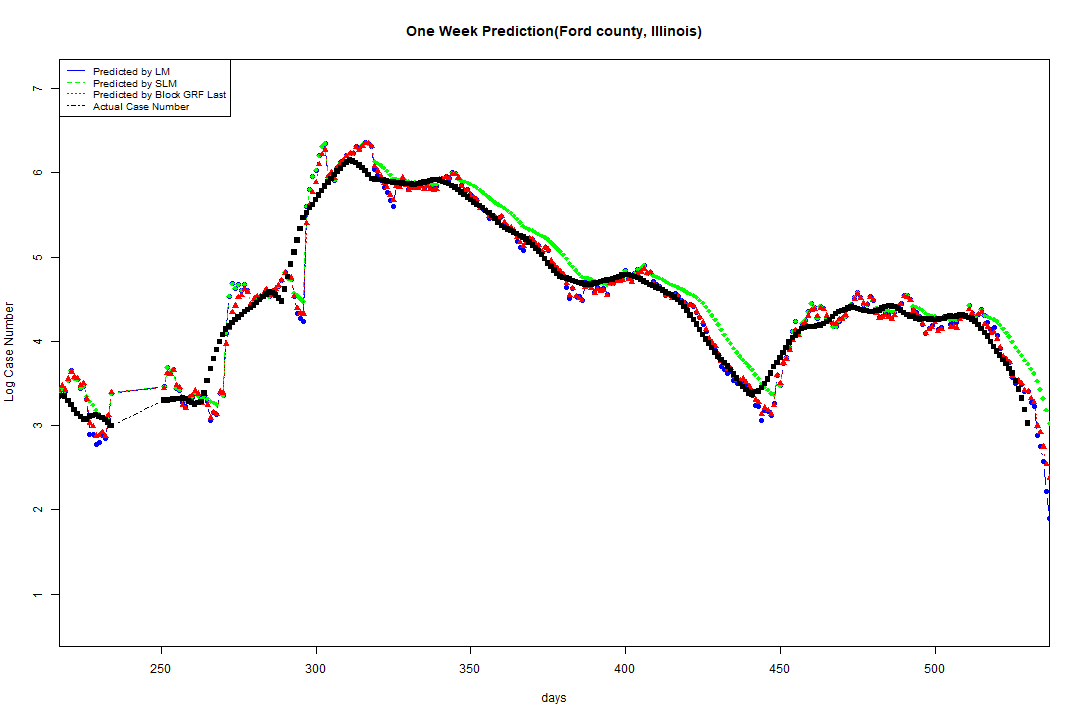 One Week Prediction(Ford county, Illinois)
Predicted by LM
Predicted by SLM
Predicted by Block GRF Last
Actual Case Number
7
6
5
4
3
2
1
Log Case Number
250 300 350 400 450 500
days